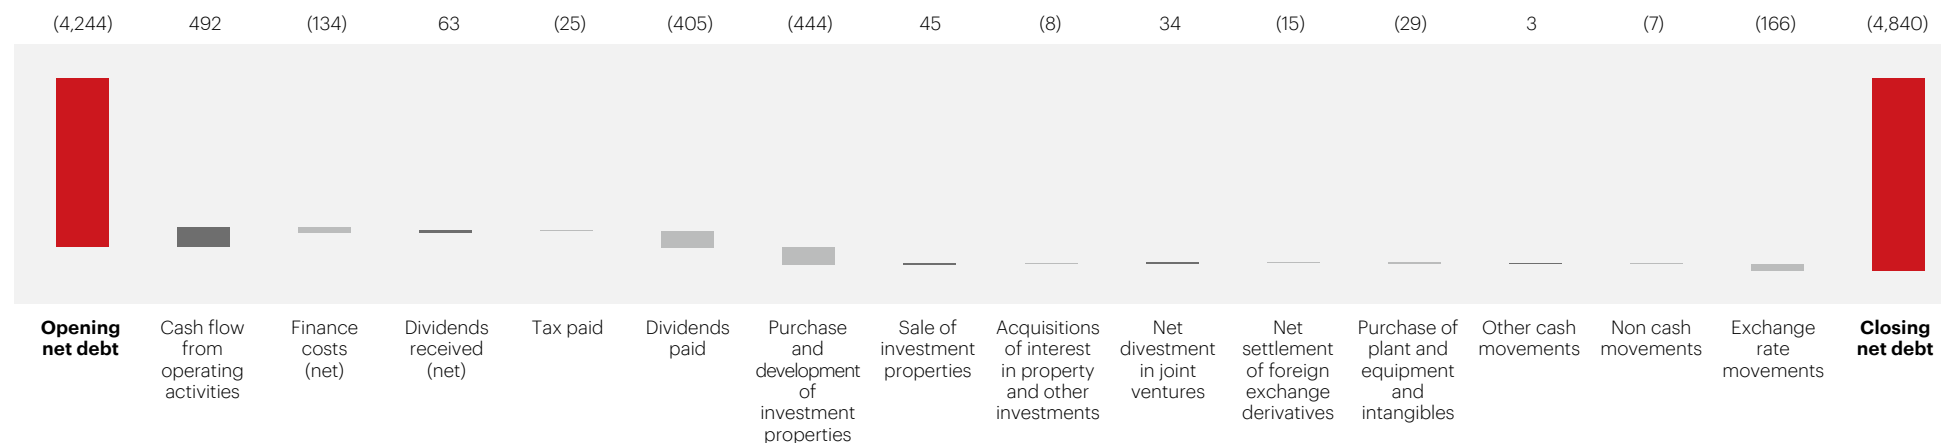 (4,244) 492 (134) 63 (25) (405) (444) 45 (8) 34 (15) (29) 3 (7) (166) (4,840)
Opening
net debt
Cash flow
from
operating
activities
Finance
costs
(net)
Dividends
received
(net)
Tax paid
Dividends
paid
Purchase
and
development
of
investment
properties
Sale of
investment
properties
Acquisitions
of interest
in property
and other
investments
Net
divestment
in joint
ventures
Net
settlement
of foreign
exchange
derivatives
Purchase of
plant and
equipment
and
intangibles
Other cash
movements
Non cash
movements
Exchange
rate
movements
Closing
net debt